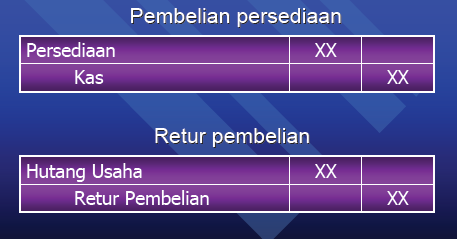 Pembelian persediaan
Persediaan XX
Kas XX
Retur pembelian
Hutang Usaha XX
Retur Pembelian XX